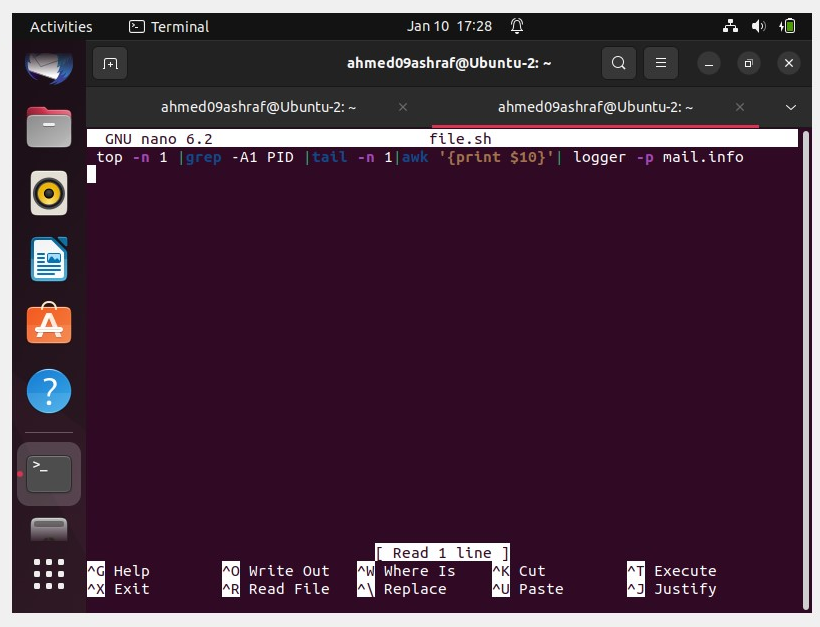 Activities Terminal Jan 10 17:28
ahmed09ashraf@Ubuntu-2: ~
ahmed09ashraf@Ubuntu-2: ~ × ahmed09ashraf@Ubuntu-2: ~ ×
GNU nano 6.2 file.sh
top -n 1 |grep -A1 PID |tail -n 1|awk '{print $10}'| logger -p mail.info
[ Read 1 line ]
^G Help ^O Write Out ^W Where Is ^K Cut ^T Execute
^X Exit ^R Read File ^\ Replace ^U Paste ^J Justify